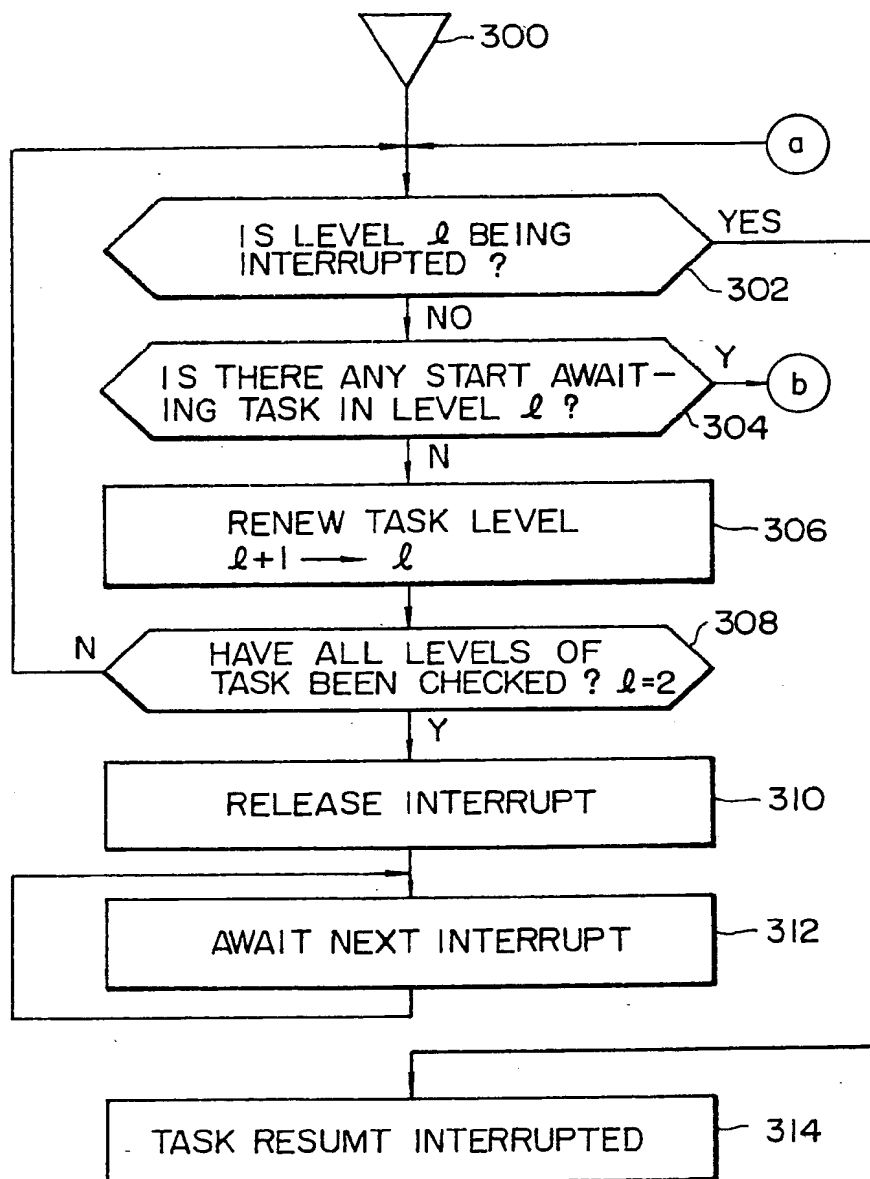 300
a
IS LEVEL ℓ BEING
INTERRUPTED ?
YES
302
NO
IS THERE ANY START AWAIT-
ING TASK IN LEVEL ℓ ?
Y
b
304
N
RENEW TASK LEVEL
ℓ+1 → ℓ
306
308
N
HAVE ALL LEVELS OF
TASK BEEN CHECKED ? ℓ=2
Y
RELEASE INTERRUPT
310
AWAIT NEXT INTERRUPT
312
TASK RESUMT INTERRUPTED
314